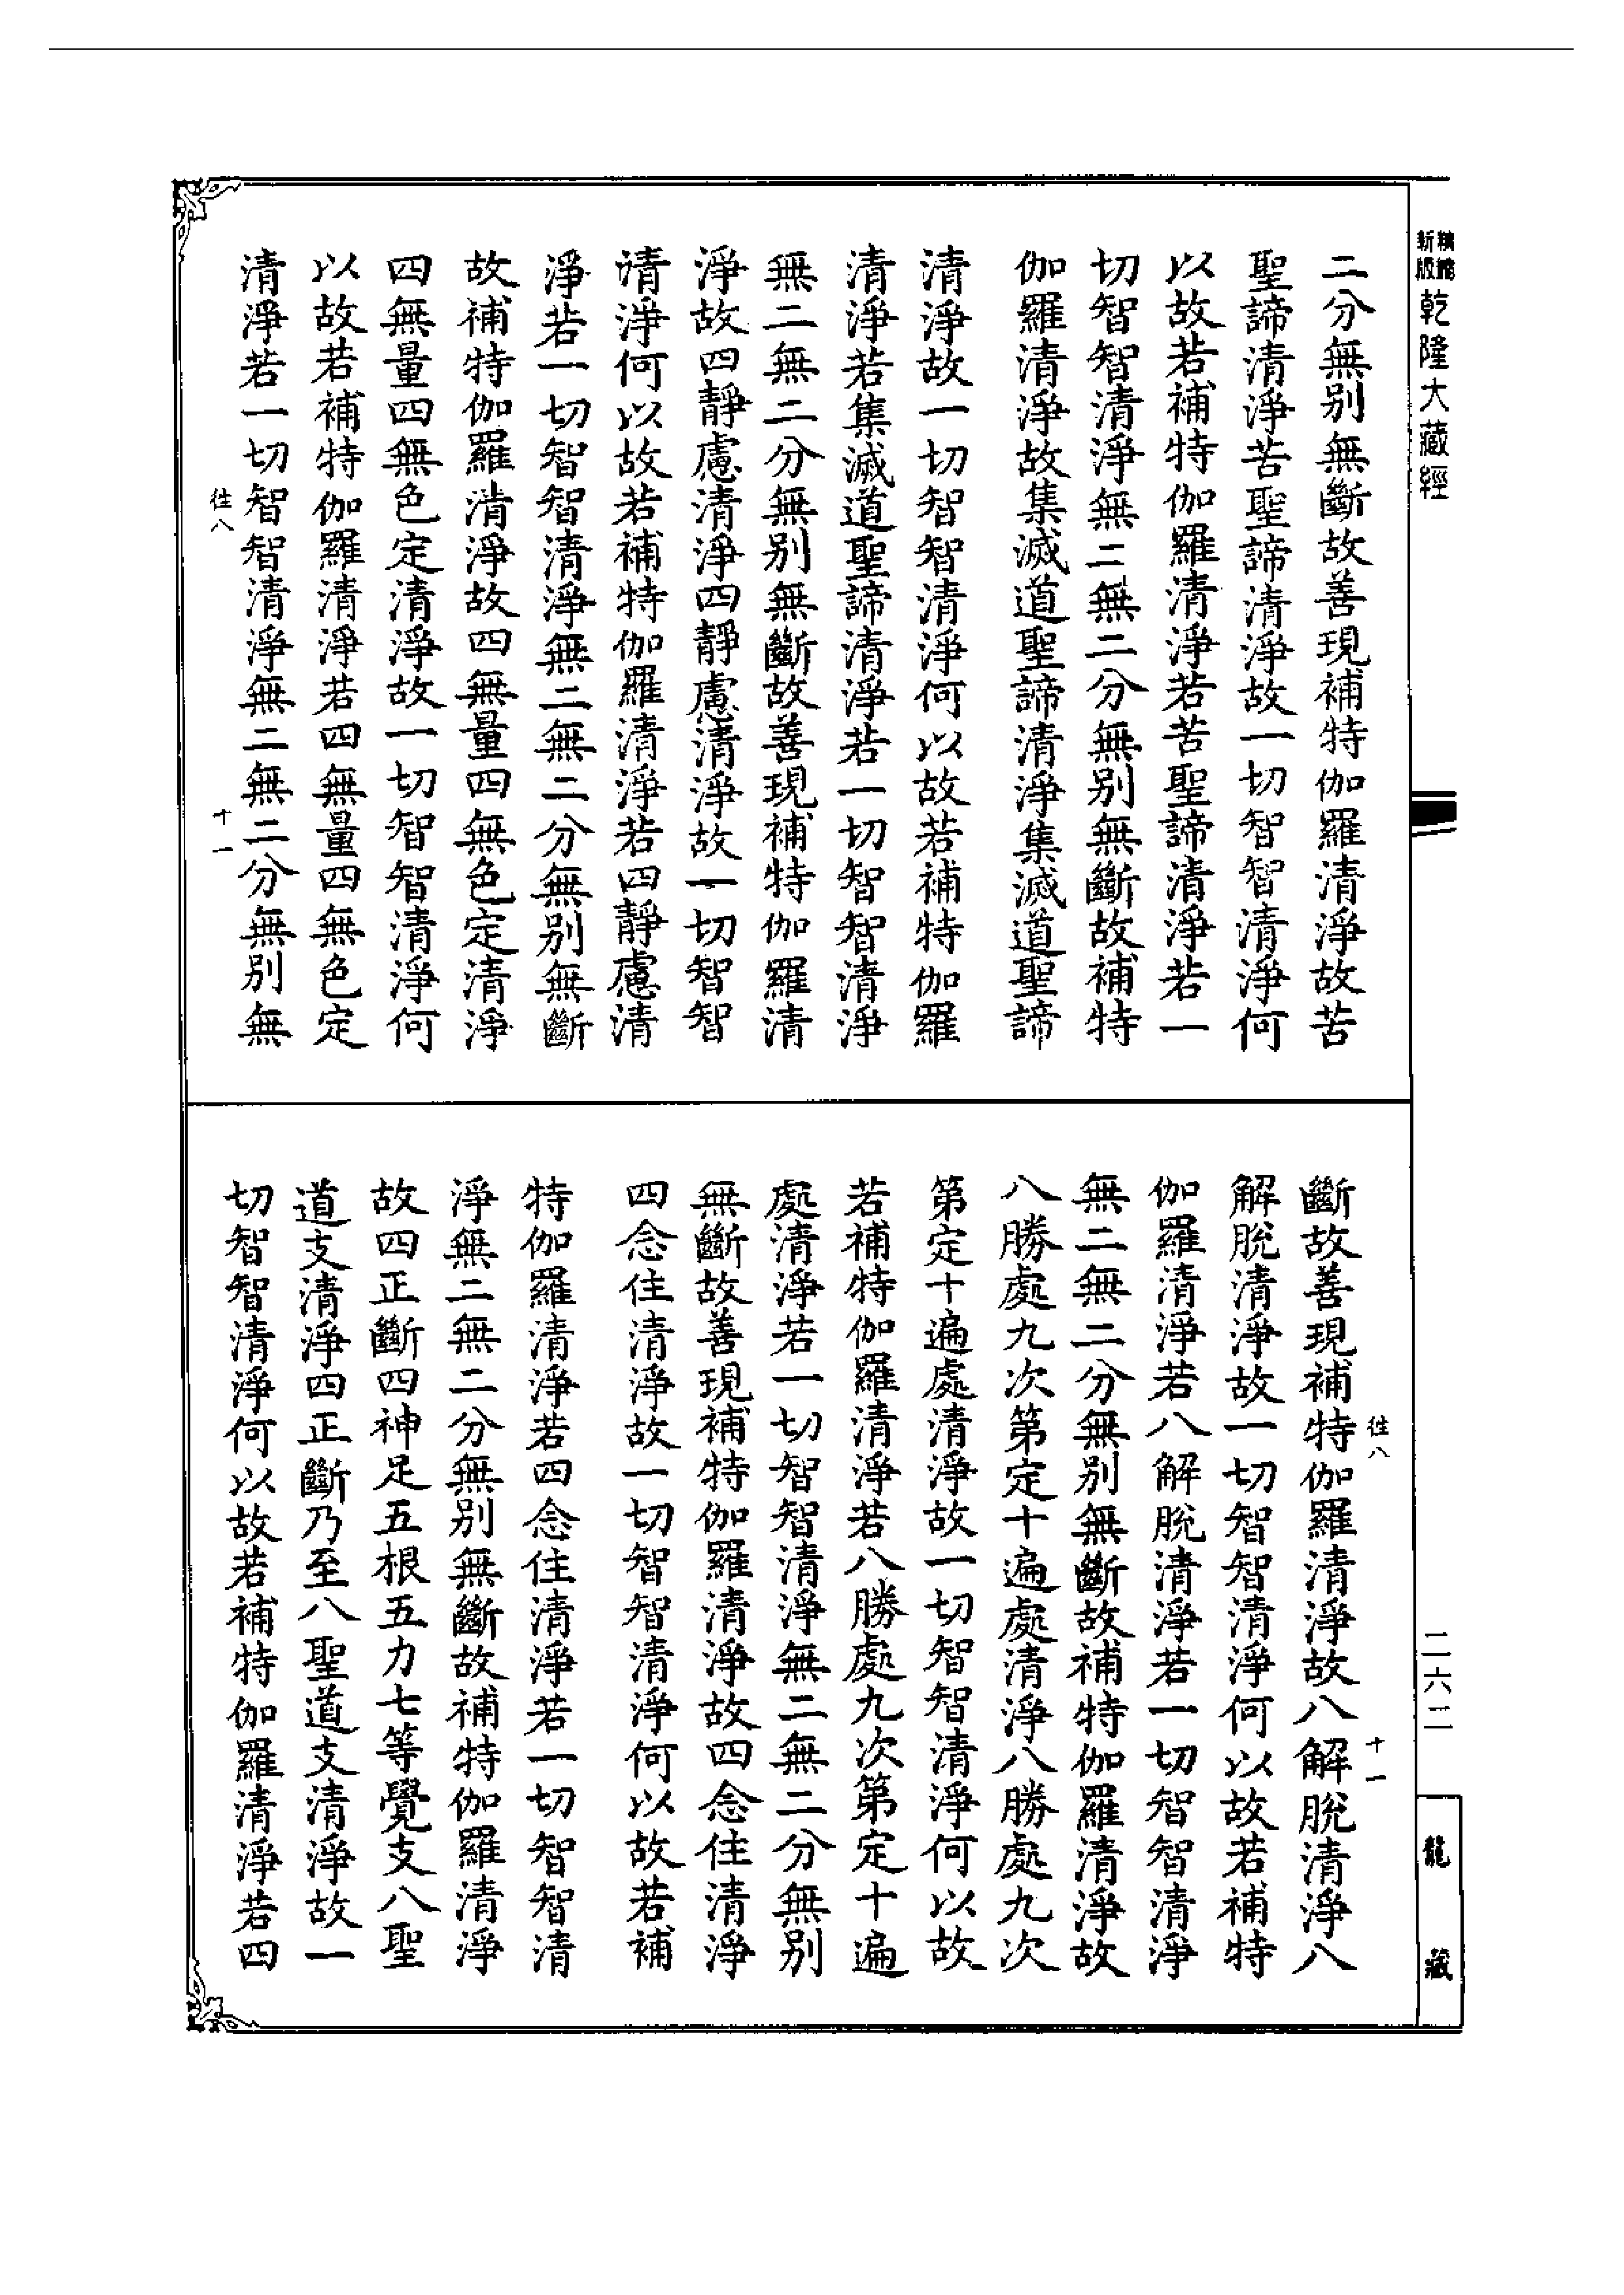 精縮新版乾隆大藏經
二分無別無斷故善現補特伽羅清淨故苦
聖諦清淨苦聖諦清淨故一切智智清淨何
以故若補特伽羅清淨若苦聖諦清淨若一
切智智清淨無二無二分無別無斷故補特
伽羅清淨故集滅道聖諦清淨集滅道聖諦
清淨故一切智智清淨何以故若補特伽羅
清淨若集滅道聖諦清淨若一切智智清淨
無二無二分無別無斷故善現補特伽羅清
淨故四靜慮清淨四靜慮清淨故一切智智
清淨何以故若補特伽羅清淨若四靜慮清
淨若一切智智清淨無二無二分無別無斷
故補特伽羅清淨故四無量四無色定清淨
四無量四無色定清淨故一切智智清淨何
以故若補特伽羅清淨若四無量四無色定
清淨若一切智智清淨無二無二分無別無
往八 十一
二六二
龍藏
往八 十一
斷故善現補特伽羅清淨故八解脫清淨八
解脫清淨故一切智智清淨何以故若補特
伽羅清淨若八解脫清淨若一切智智清淨
無二無二分無別無斷故補特伽羅清淨故
八勝處九次第定十遍處清淨八勝處九次
第定十遍處清淨故一切智智清淨何以故
若補特伽羅清淨若八勝處九次第定十遍
處清淨若一切智智清淨無二無二分無別
無斷故善現補特伽羅清淨故四念住清淨
四念住清淨故一切智智清淨何以故若補
特伽羅清淨若四念住清淨若一切智智清
淨無二無二分無別無斷故補特伽羅清淨
故四正斷四神足五根五力七等覺支八聖
道支清淨四正斷乃至八聖道支清淨故一
切智智清淨何以故若補特伽羅清淨若四